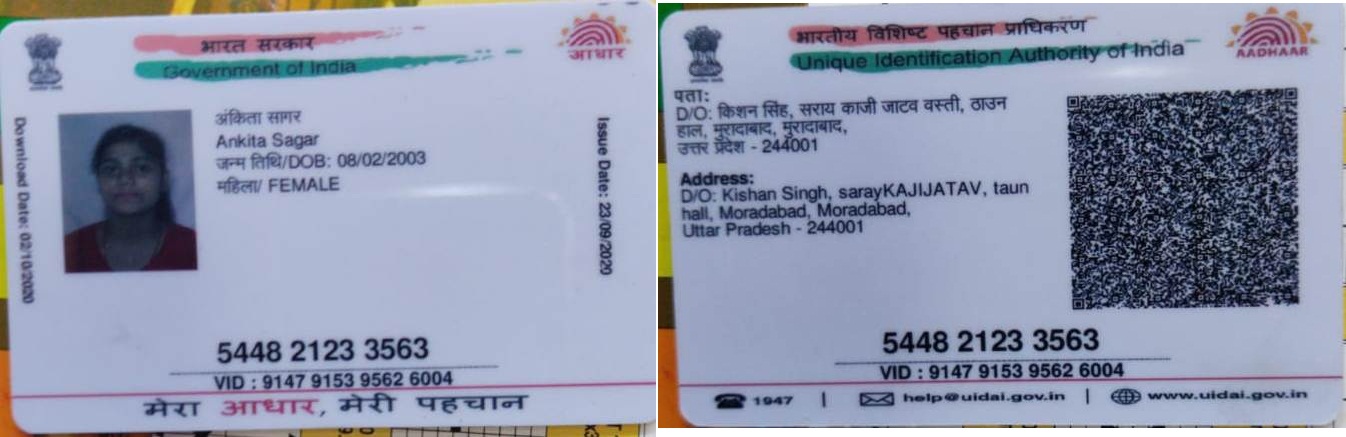 भारत सरकार
Government of India
आधार
Download Date: 02/10/2020
अंकिता सागर
Ankita Sagar
जन्म तिथि/DOB: 08/02/2003
महिला/ FEMALE
Issue Date: 23/09/2020
5448 2123 3563
VID : 9147 9153 9562 6004
मेरा आधार, मेरी पहचान
भारतीय विशिष्ट पहचान प्राधिकरण
Unique Identification Authority of India
AADHAAR
पता:
D/O: किशन सिंह, सराय काजी जाटव वस्ती, ठाउन
हाल, मुरादाबाद, मुरादाबाद,
उत्तर प्रदेश - 244001
Address:
D/O: Kishan Singh, sarayKAJIJATAV, taun
hall, Moradabad, Moradabad,
Uttar Pradesh - 244001
5448 2123 3563
VID : 9147 9153 9562 6004
1947 | help@uidai.gov.in | www.uidai.gov.in